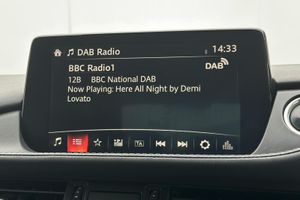 DAB Radio
14:33
BBC Radio1
DAB
12B BBC National DAB
Now Playing: Here All Night by Demi
Lovato
TA